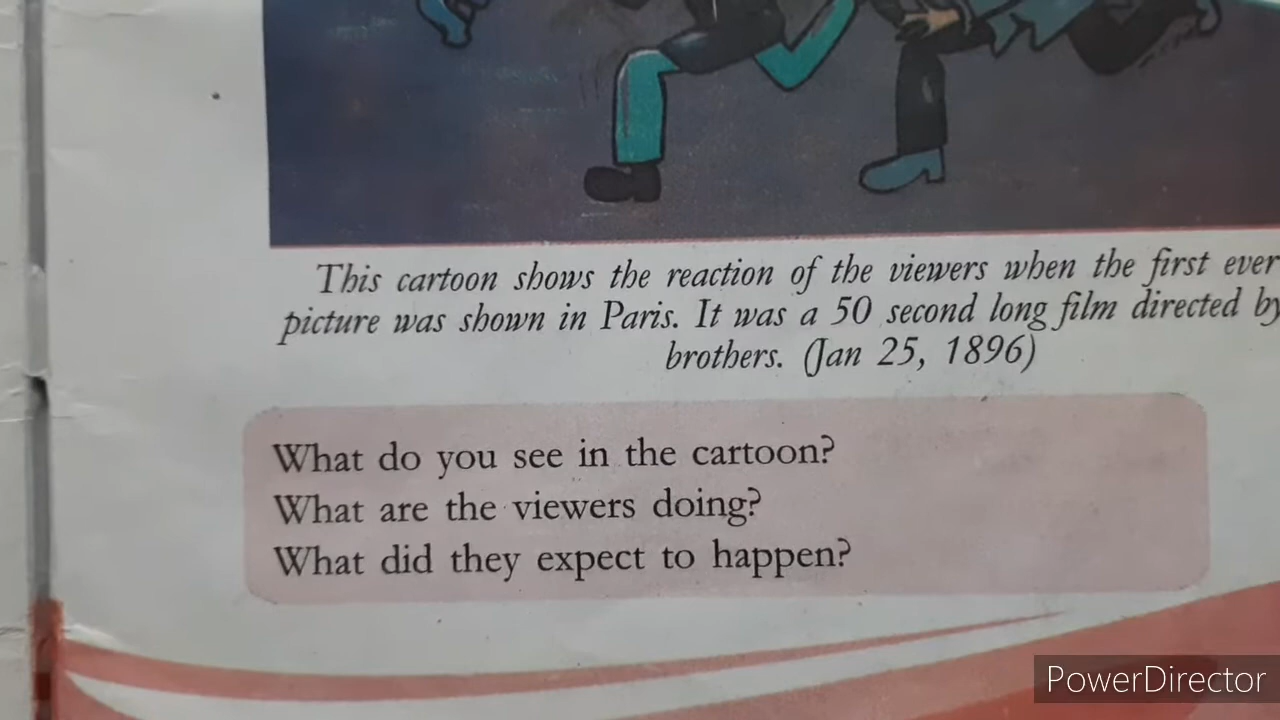 This cartoon shows the reaction of the viewers when the first ever
picture was shown in Paris. It was a 50 second long film directed by
brothers. (Jan 25, 1896)
What do you see in the cartoon?
What are the viewers doing?
What did they expect to happen?
PowerDirector